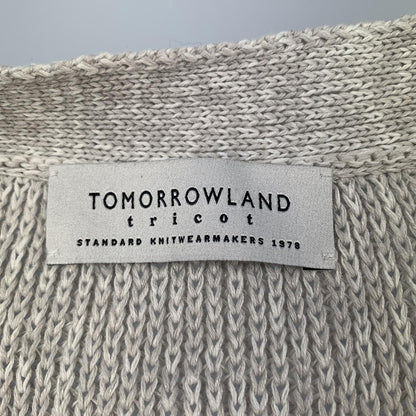 TOMORROWLAND
tricot
STANDARD KNITWEARMAKERS 1978